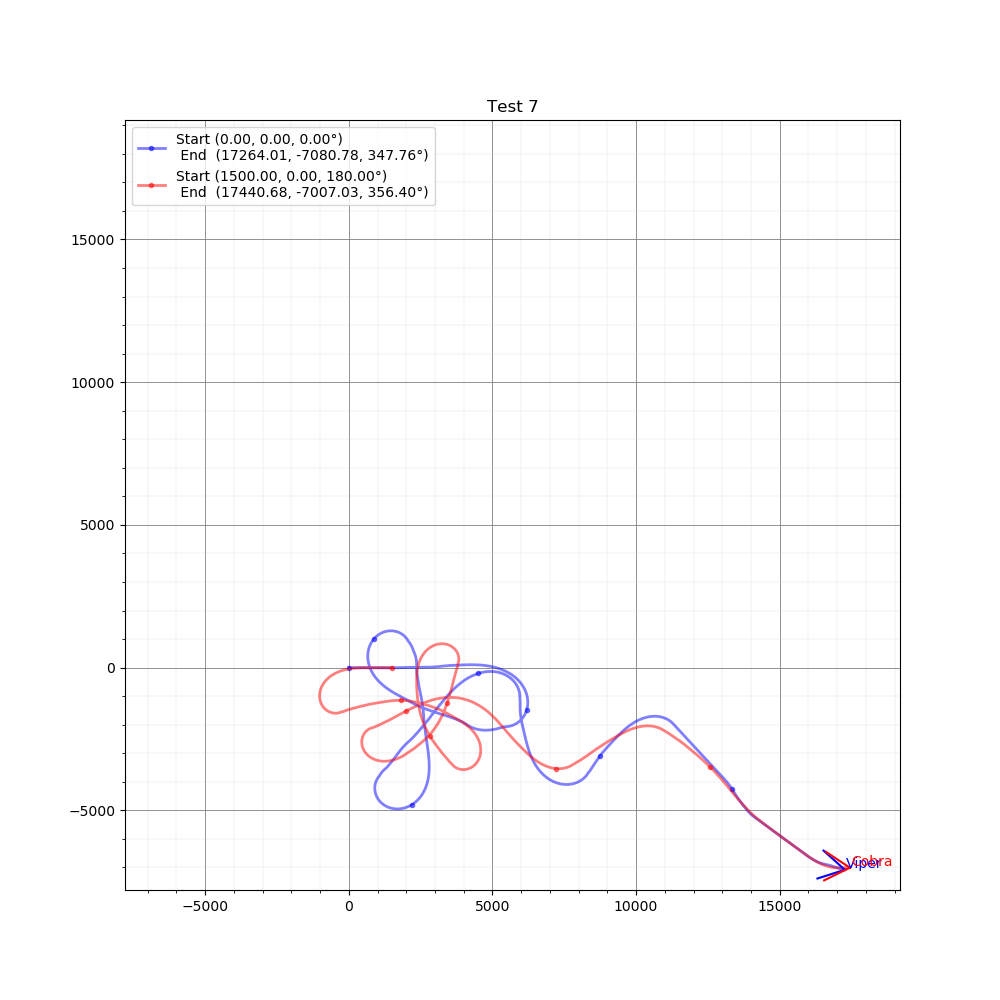 Test 7
Start (0.00, 0.00, 0.00°)
End  (17264.01, -7080.78, 347.76°)
Start (1500.00, 0.00, 180.00°)
End  (17440.68, -7007.03, 356.40°)
15000
10000
5000
0
−5000
Cobra
Viper
−5000
0
5000
10000
15000